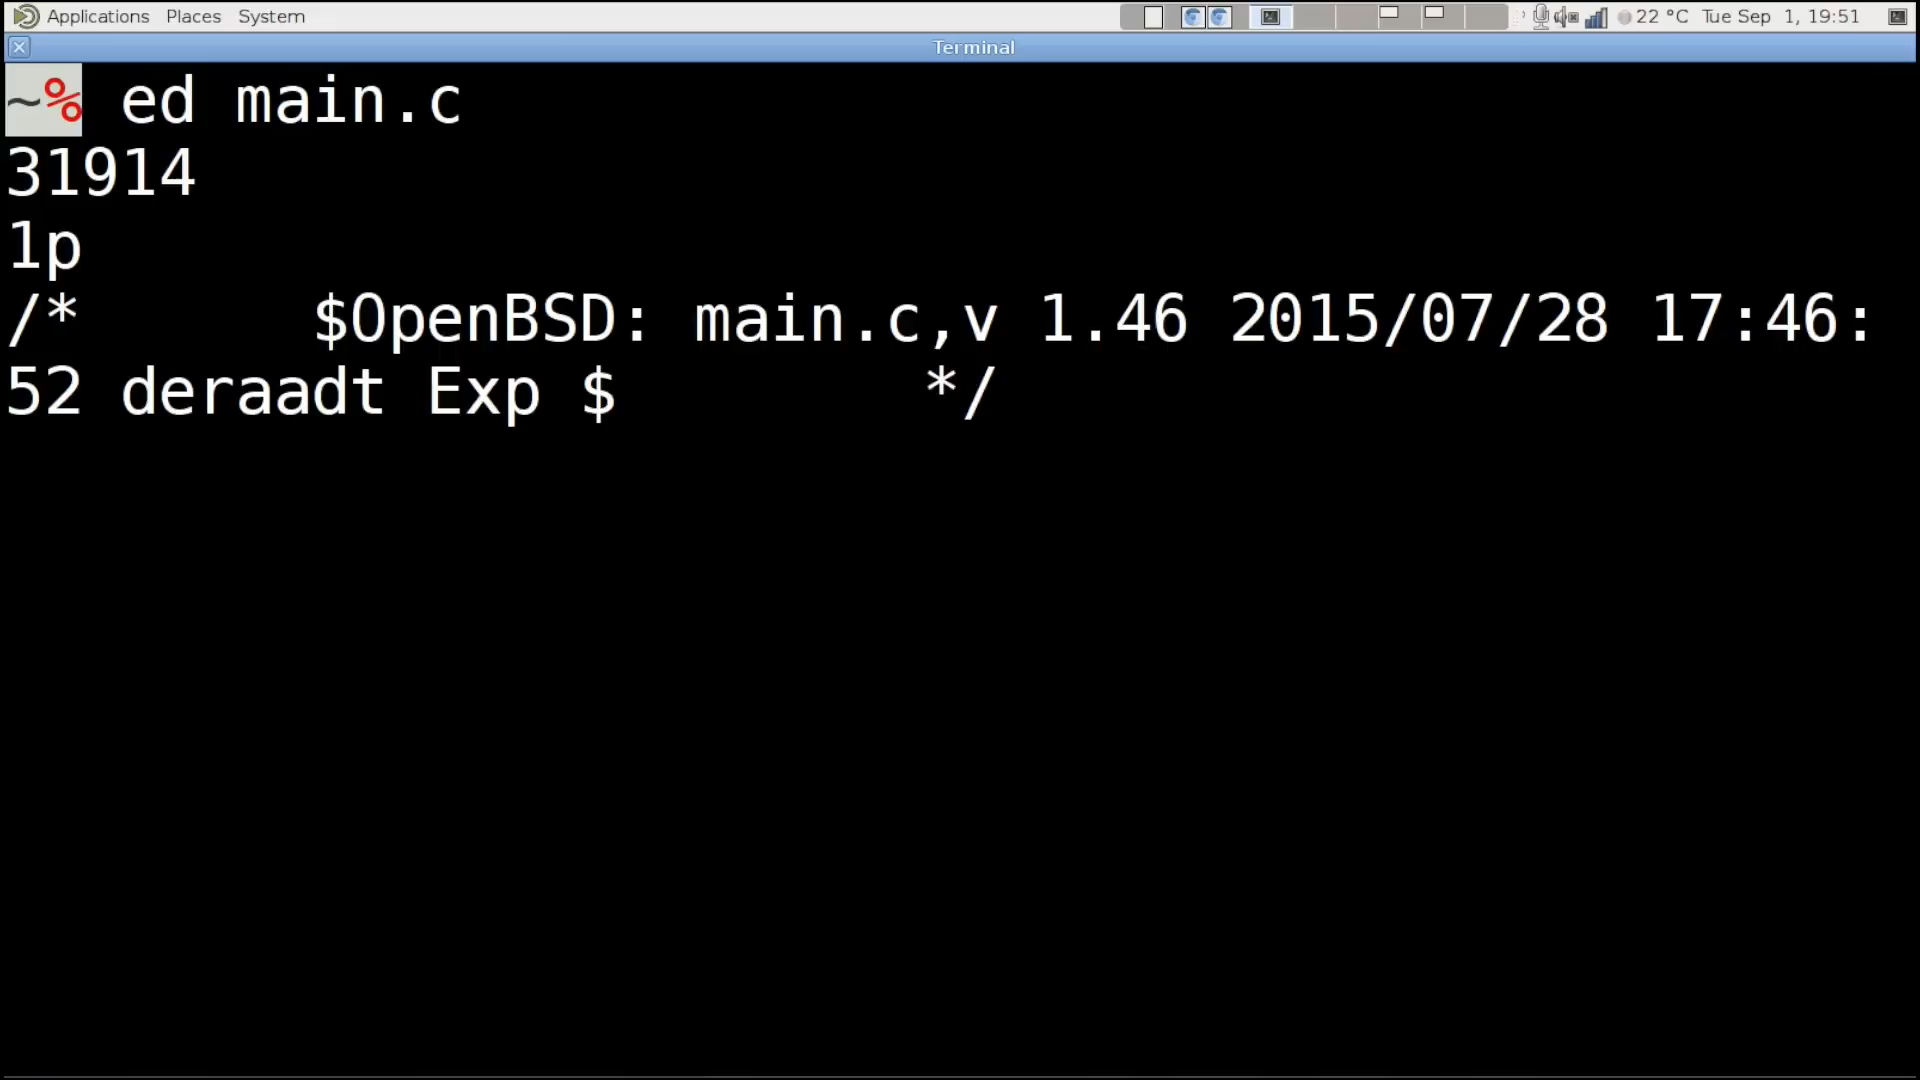 Applications Places System 22 °C Tue Sep 1, 19:51
Terminal
~% ed main.c
31914
1p
/* $OpenBSD: main.c,v 1.46 2015/07/28 17:46:
52 deraadt Exp $ */